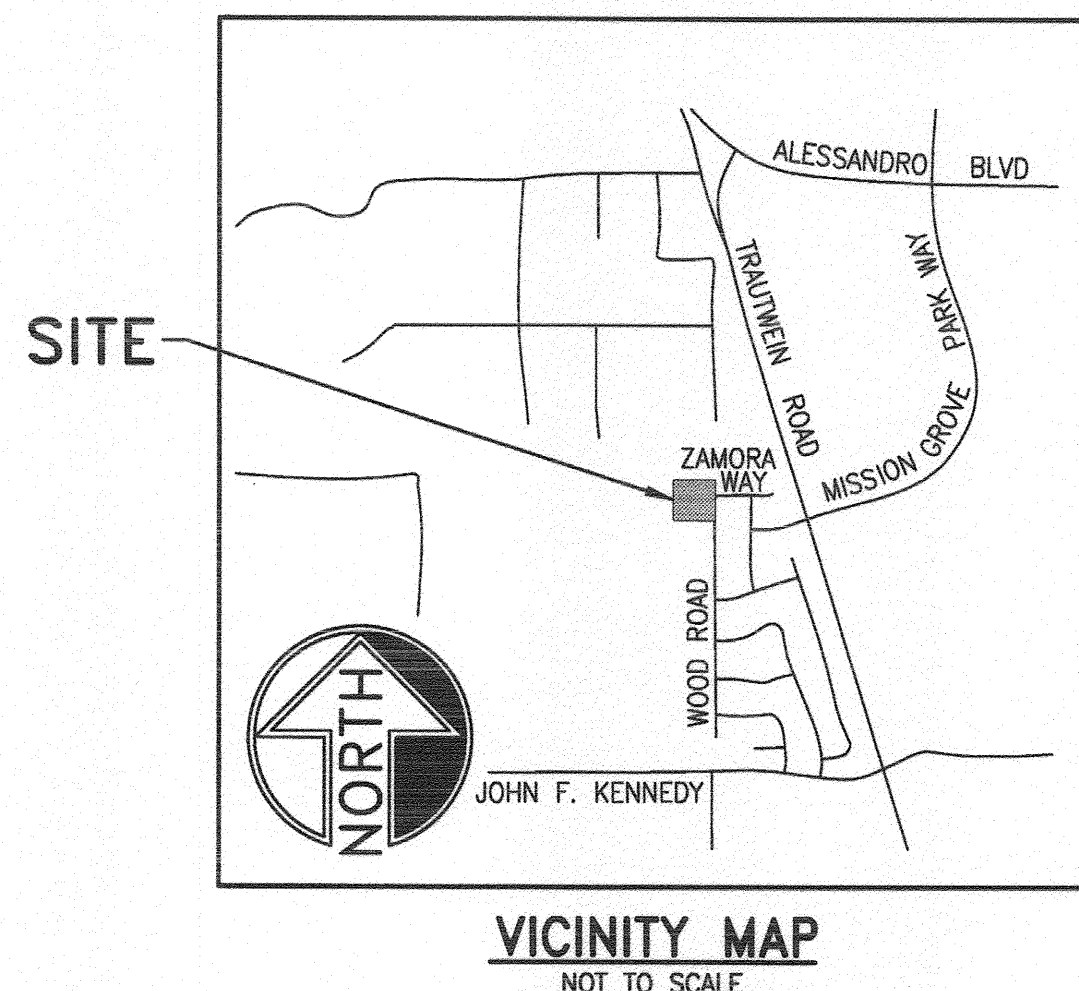 ALESSANDRO BLVD
TRAUTWEIN ROAD
MISSION GROVE PARK WAY
SITE
ZAMORA
WAY
WOOD ROAD
NORTH
JOHN F. KENNEDY
VICINITY MAP
NOT TO SCALE